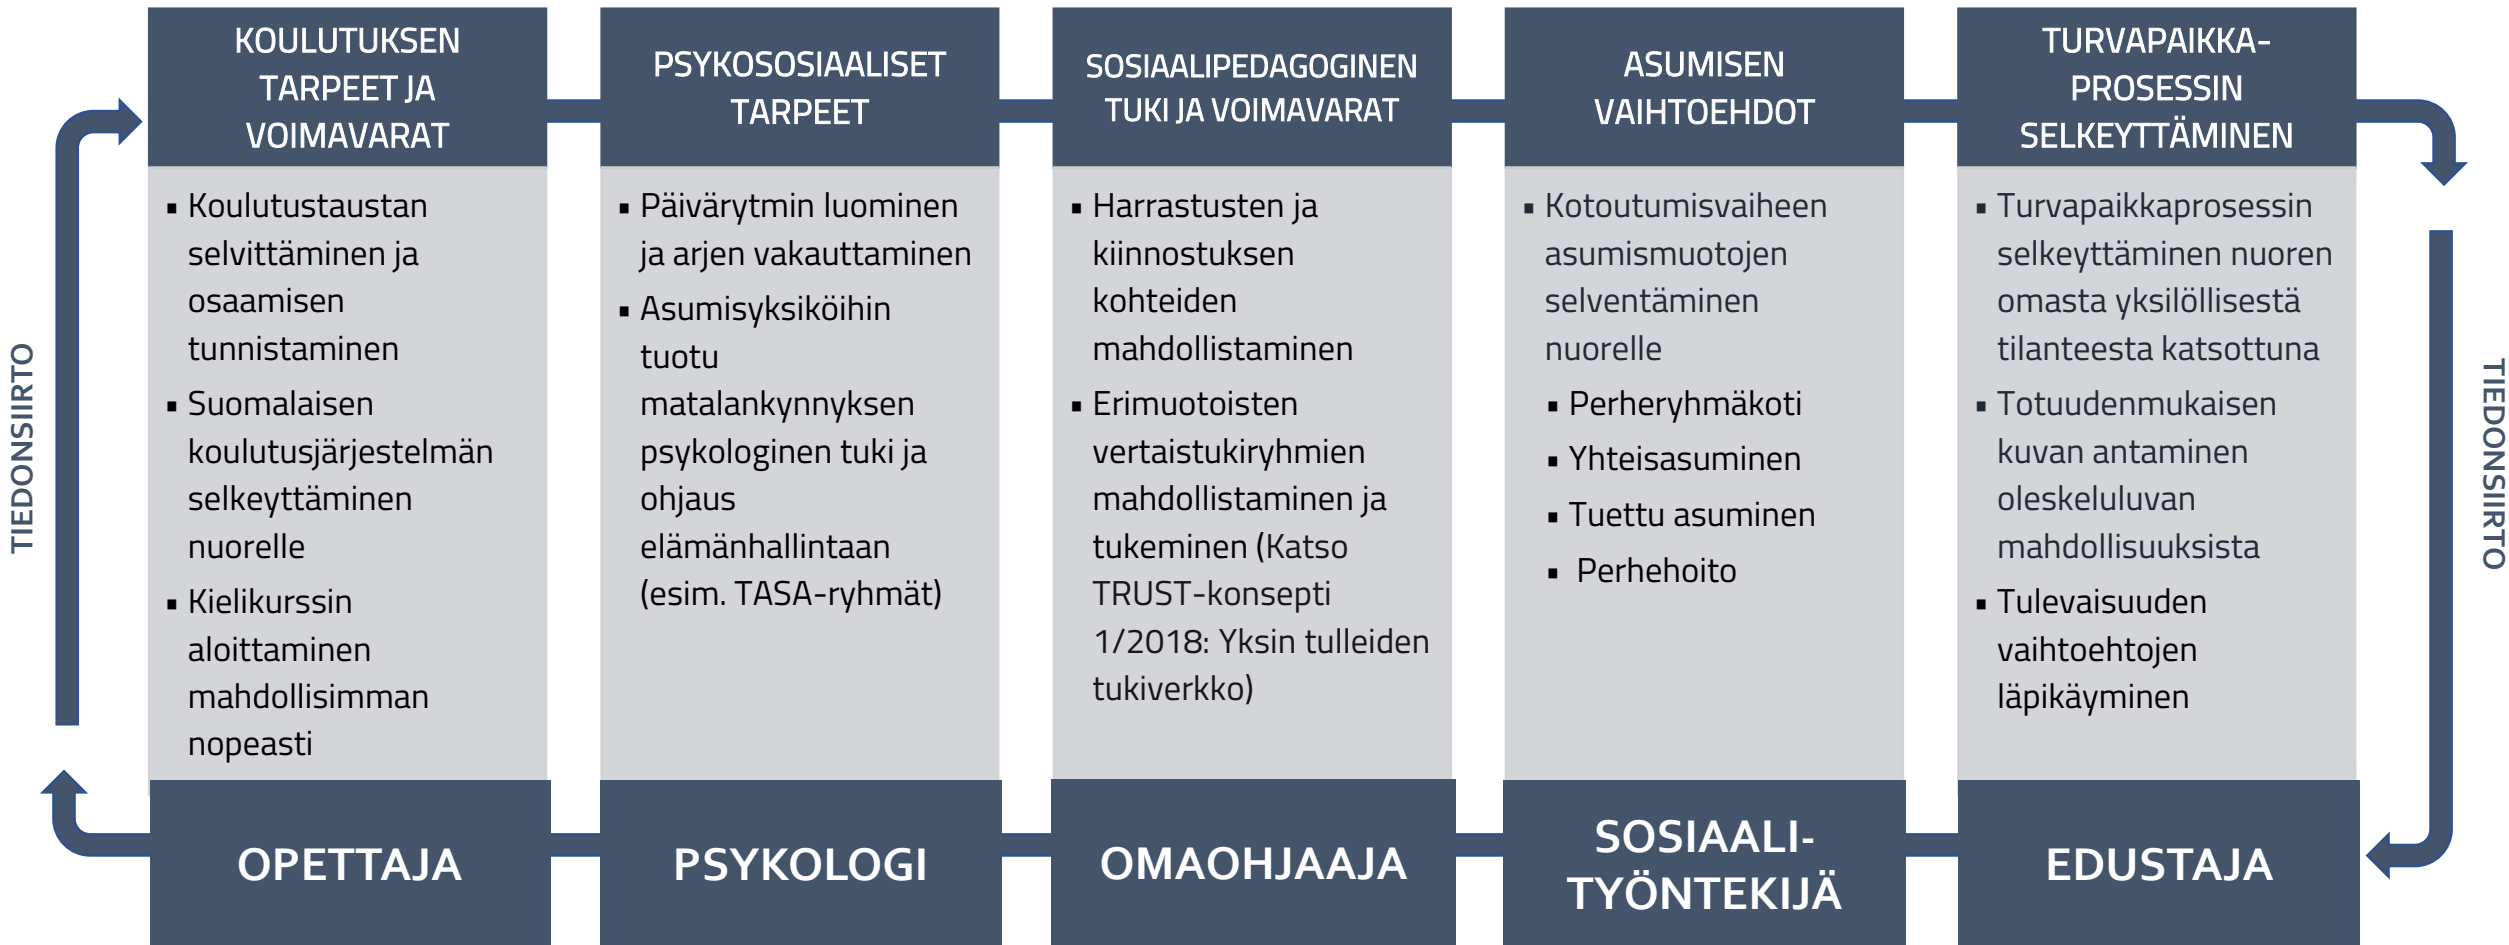 KOULUTUKSEN
TARPEET JA
VOIMAVARAT
▪ Koulutustaustan
selvittäminen ja
osaamisen
tunnistaminen
▪ Suomalaisen
koulutusjärjestelmän
selkeyttäminen
nuorelle
▪ Kielikurssin
aloittaminen
mahdollisimman
nopeasti
OPETTAJA
PSYKOSOSIAALISET
TARPEET
▪ Päivärytmin luominen
ja arjen vakauttaminen
▪ Asumisyksiköihin
tuotu
matalankynnyksen
psykologinen tuki ja
ohjaus
elämänhallintaan
(esim. TASA-ryhmät)
PSYKOLOGI
SOSIAALIPEDAGOGINEN
TUKI JA VOIMAVARAT
▪ Harrastusten ja
kiinnostuksen
kohteiden
mahdollistaminen
▪ Erimuotoisten
vertaistukiryhmien
mahdollistaminen ja
tukeminen (Katso
TRUST-konsepti
1/2018: Yksin tulleiden
tukiverkko)
OMAOHJAAJA
ASUMISEN
VAIHTOEHDOT
▪ Kotoutumisvaiheen
asumismuotojen
selventäminen
nuorelle
▪ Perheryhmäkoti
▪ Yhteisasuminen
▪ Tuettu asuminen
▪ Perhehoito
SOSIAALI-
TYÖNTEKIJÄ
TURVAPAIKKA-
PROSESSIN
SELKEYTTÄMINEN
▪ Turvapaikkaprosessin
selkeyttäminen nuoren
omasta yksilöllisestä
tilanteesta katsottuna
▪ Totuudenmukaisen
kuvan antaminen
oleskeluluvan
mahdollisuuksista
▪ Tulevaisuuden
vaihtoehtojen
läpikäyminen
EDUSTAJA
TIEDONSIIRTO
TIEDONSIIRTO